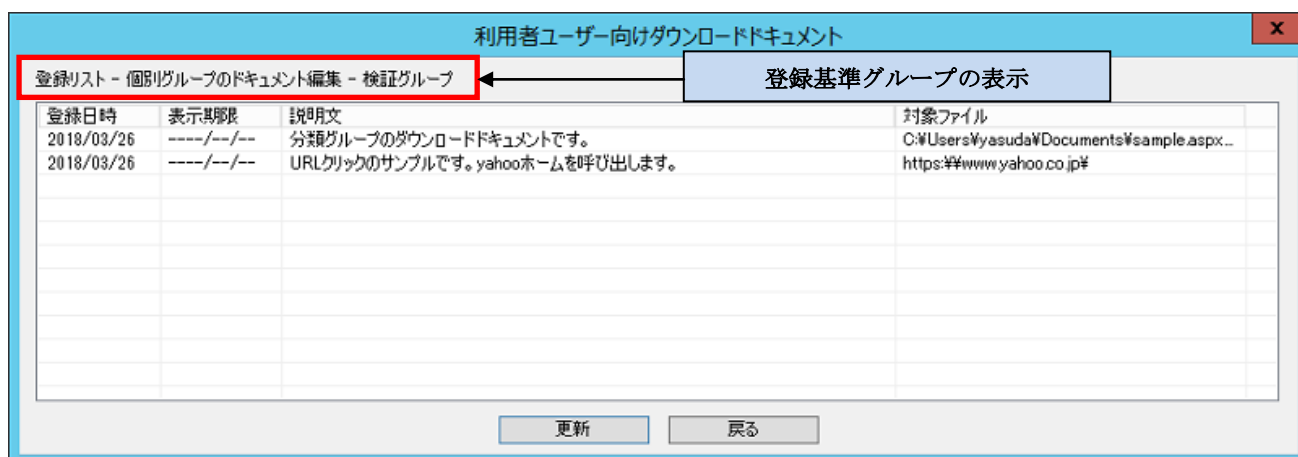 利用者ユーザー向けダウンロードドキュメント
x
登録リスト - 個別グループのドキュメント編集 - 検証グループ
登録基準グループの表示
登録日時 表示期限 説明文 対象ファイル
2018/03/26 ----/--/-- 分類グループのダウンロードドキュメントです。 C:¥Users¥yasuda¥Documents¥sample.aspx...
2018/03/26 ----/--/-- URLクリックのサンプルです。yahooホームを呼び出します。 https:¥¥www.yahoo.co.jp¥
更新 戻る